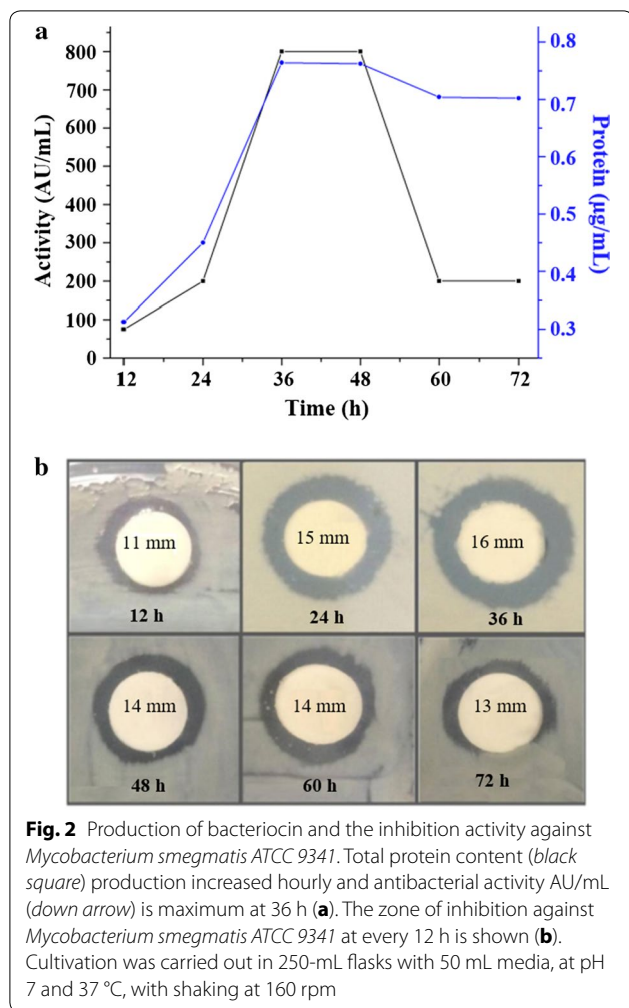 a
800
700
600
500
400
300
200
100
0
Activity (AU/mL)
0.8
0.7
0.6
0.5
0.4
0.3
Protein (µg/mL)
12 24 36 48 60 72
Time (h)
b
11 mm
12 h
15 mm
24 h
16 mm
36 h
14 mm
48 h
14 mm
60 h
13 mm
72 h
Fig. 2 Production of bacteriocin and the inhibition activity against
Mycobacterium smegmatis ATCC 9341. Total protein content (black
square) production increased hourly and antibacterial activity AU/mL
(down arrow) is maximum at 36 h (a). The zone of inhibition against
Mycobacterium smegmatis ATCC 9341 at every 12 h is shown (b).
Cultivation was carried out in 250-mL flasks with 50 mL media, at pH
7 and 37 °C, with shaking at 160 rpm